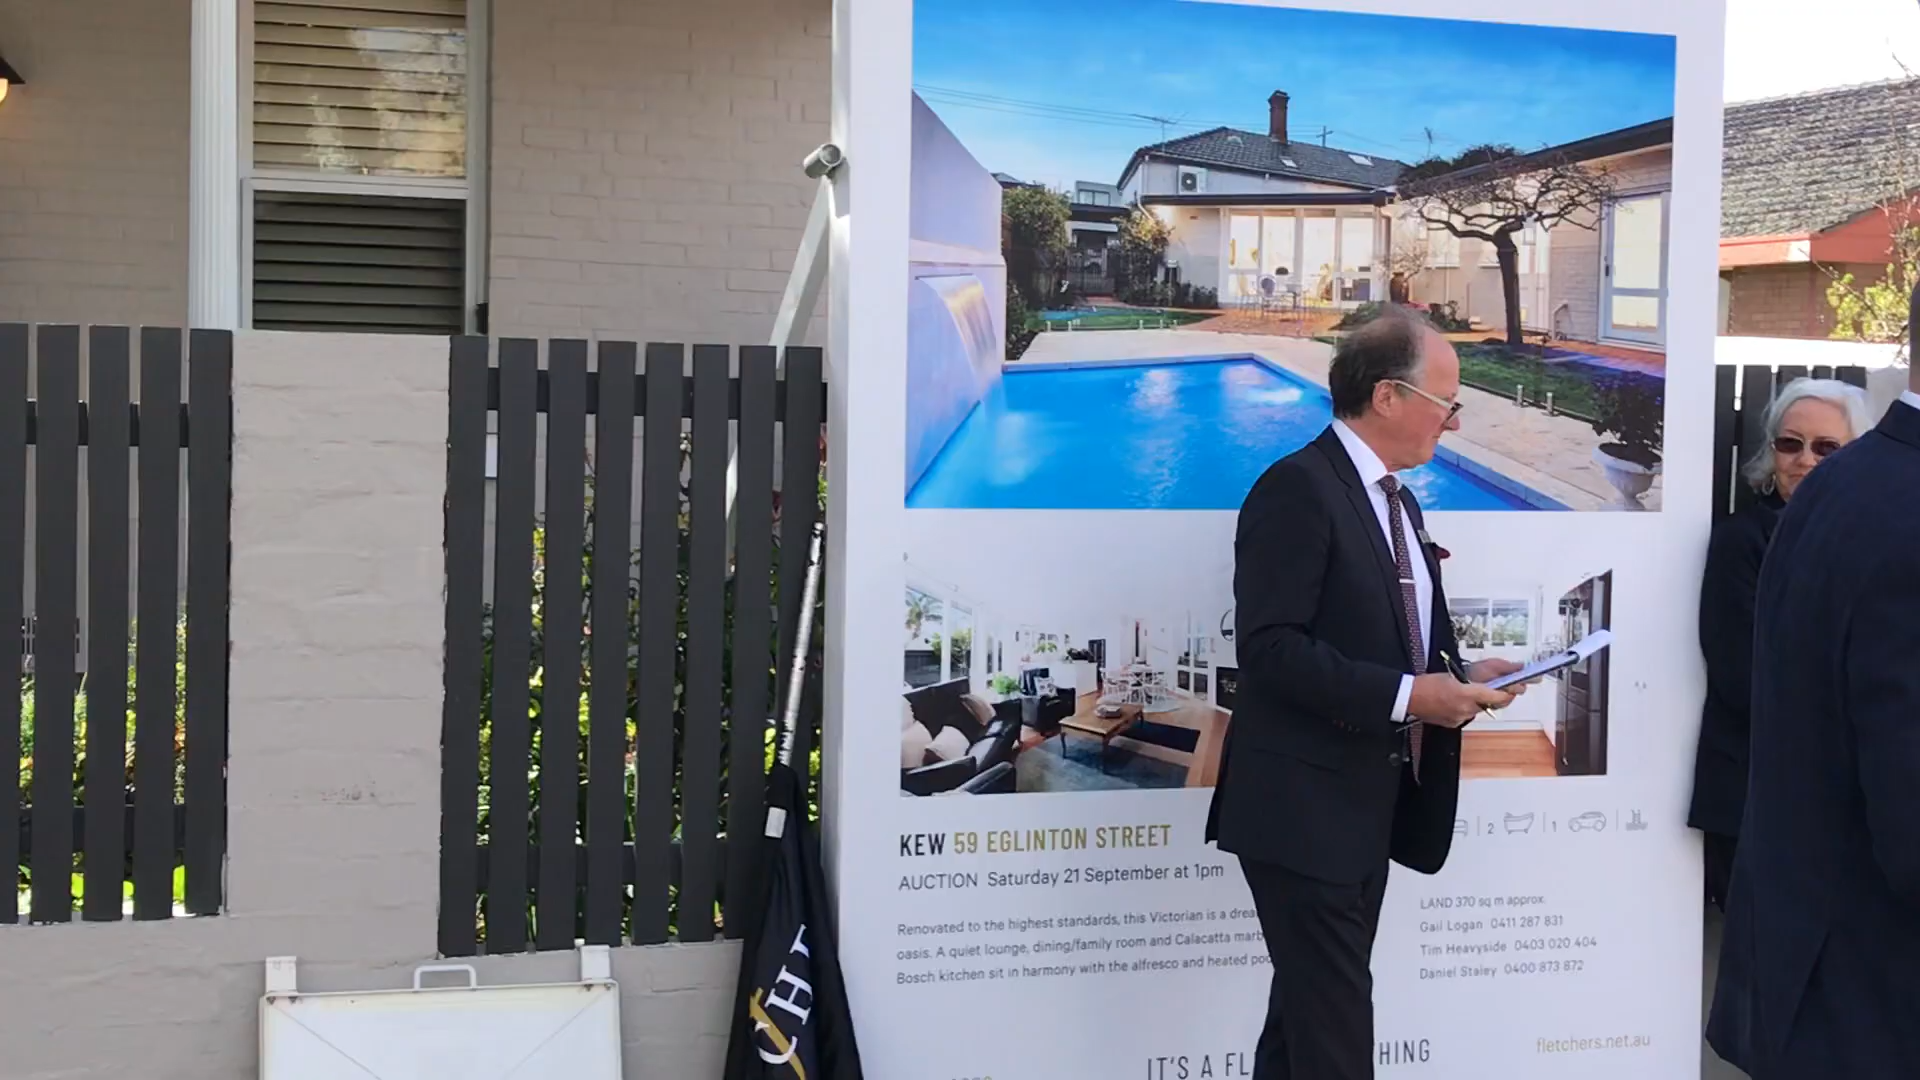 KEW 59 EGLINTON STREET
AUCTION Saturday 21 September at 1pm
Renovated to the highest standards, this Victorian is a
oasis. A quiet lounge, dining/family room and Calacatta
Bosch kitchen sit in harmony with the alfresco and heated
2 1
LAND 370 sq m approx.
Gail Logan 0411 287 831
Tim Heavyside 0403 020 404
Daniel Staley 0400 873 872
IT'S A FL HING
fletchers.net.au
CHE